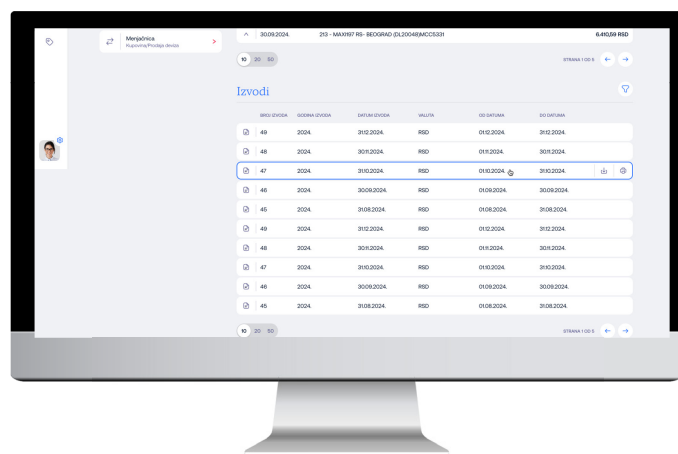 30.09.2024. 213 - MAXI197 RS- BEOGRAD (DL20048)MCC5331 6.410,59 RSD
Menjačnica
Kupovina/Prodaja deviza
10 20 50 STRANA 1 OD 5
Izvodi
BROJ IZVODA GODINA IZVODA DATUM IZVODA VALUTA OD DATUMA DO DATUMA
49 2024. 31.12.2024. RSD 01.12.2024. 31.12.2024.
48 2024. 30.11.2024. RSD 01.11.2024. 30.11.2024.
47 2024. 31.10.2024. RSD 01.10.2024. 31.10.2024.
46 2024. 30.09.2024. RSD 01.09.2024. 30.09.2024.
45 2024. 31.08.2024. RSD 01.08.2024. 31.08.2024.
49 2024. 31.12.2024. RSD 01.12.2024. 31.12.2024.
48 2024. 30.11.2024. RSD 01.11.2024. 30.11.2024.
47 2024. 31.10.2024. RSD 01.10.2024. 31.10.2024.
46 2024. 30.09.2024. RSD 01.09.2024. 30.09.2024.
45 2024. 31.08.2024. RSD 01.08.2024. 31.08.2024.
10 20 50 STRANA 1 OD 5